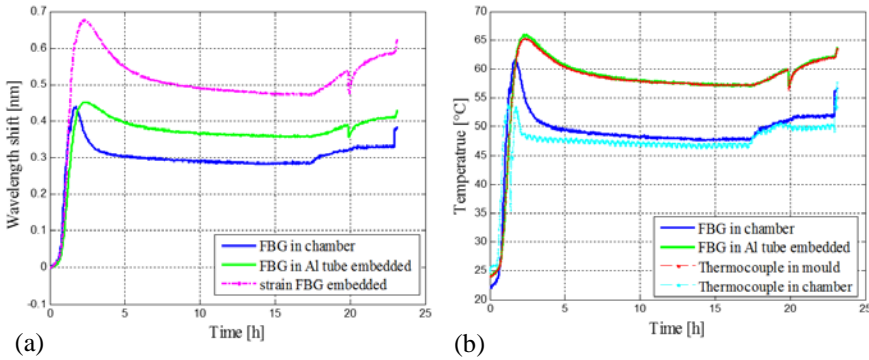 0.7
0.6
0.5
0.4
0.3
0.2
0.1
0
-0.1
Wavelength shift [nm]
0 5 10 15 20 25
Time [h]
FBG in chamber
FBG in Al tube embedded
strain FBG embedded
(a)
75
70
65
60
55
50
45
40
35
30
25
20
Temperatrue [°C]
0 5 10 15 20 25
Time [h]
FBG in chamber
FBG in Al tube embedded
Thermocouple in mould
Thermocouple in chamber
(b)